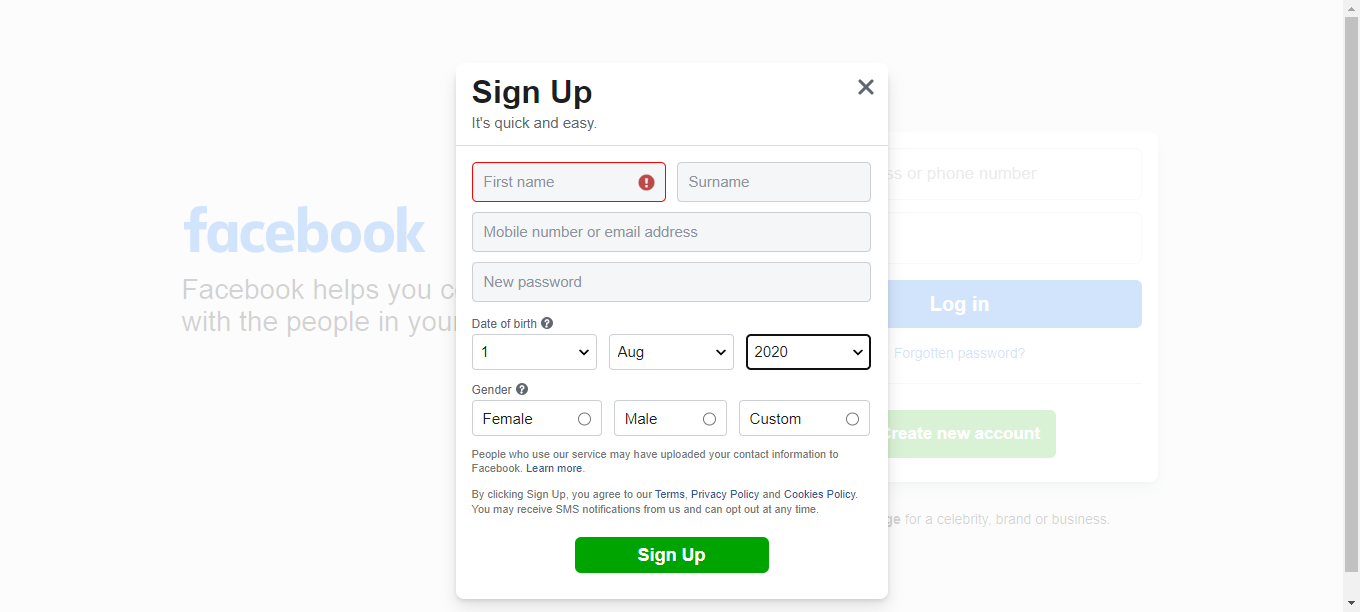 Sign Up
It's quick and easy.
First name
Surname
Mobile number or email address
New password
Date of birth
1
Aug
2020
Gender
Female
Male
Custom
People who use our service may have uploaded your contact information to
Facebook. Learn more.
By clicking Sign Up, you agree to our Terms, Privacy Policy and Cookies Policy.
You may receive SMS notifications from us and can opt out at any time.
Sign Up
facebook
Facebook helps you
with the people in your
or phone number
Log in
Forgotten password?
Create new account
for a celebrity, brand or business.